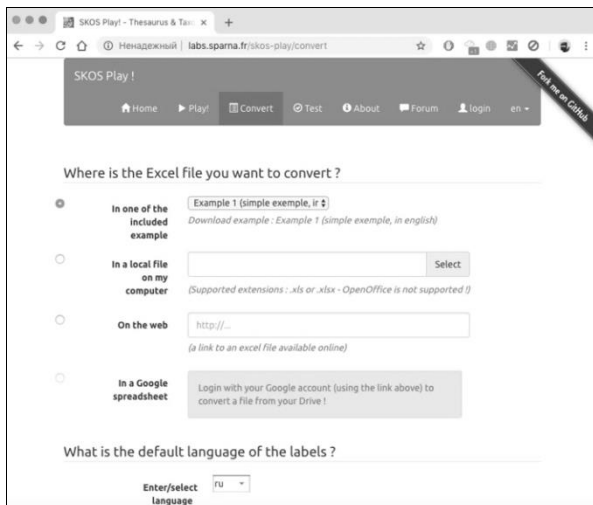 SKOS Play! - Thesaurus & Tax
Ненадежный | labs.sparna.fr/skos-play/convert
SKOS Play !
Fork me on GitHub
Home Play! Convert Test About Forum login en
Where is the Excel file you want to convert ?
In one of the included example
Example 1 (simple exemple, ir
Download example : Example 1 (simple exemple, in english)
In a local file on my computer
Select
(Supported extensions : .xls or .xlsx - OpenOffice is not supported !)
On the web
http://...
(a link to an excel file available online)
In a Google spreadsheet
Login with your Google account (using the link above) to
convert a file from your Drive !
What is the default language of the labels ?
Enter/select language
ru